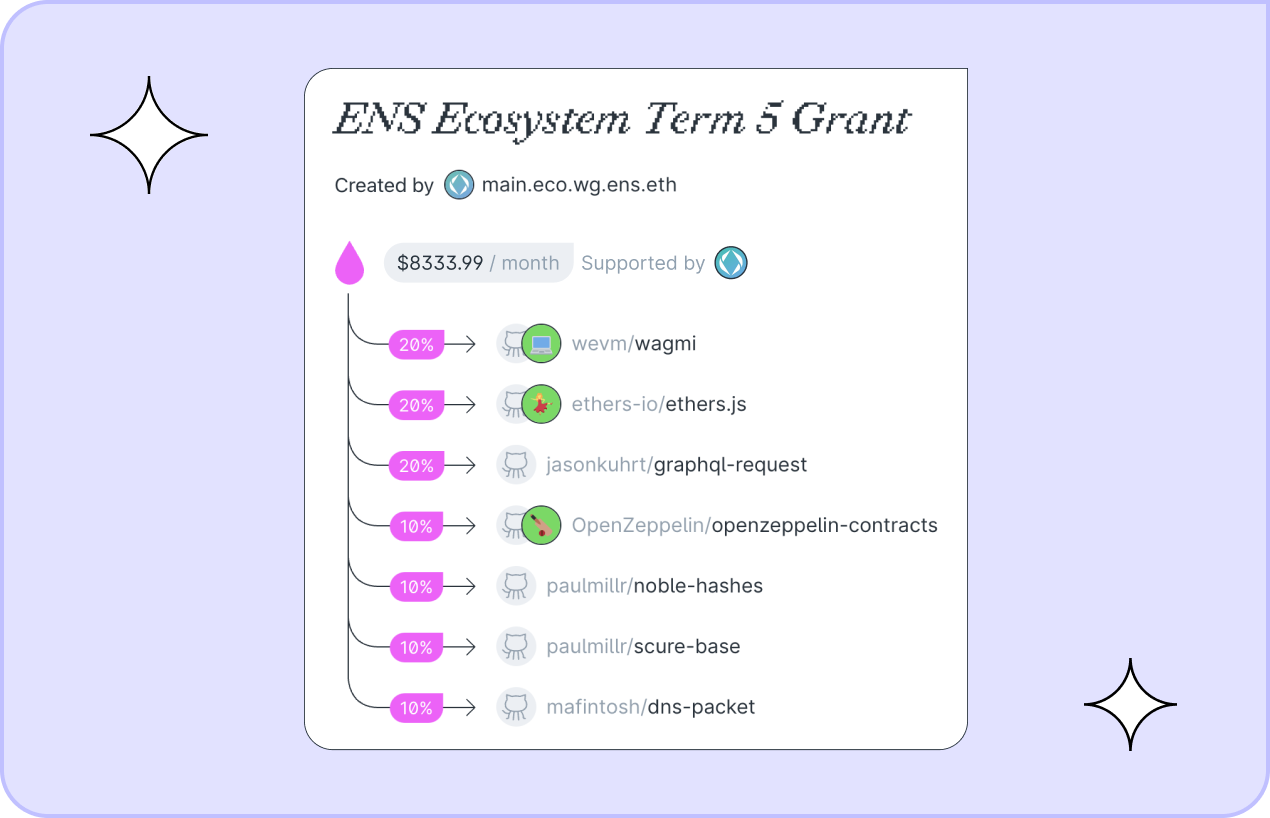 ENS Ecosystem Term 5 Grant
Created by main.eco.wg.ens.eth
$8333.99 / month Supported by
20% wevm/wagmi
20% ethers-io/ethers.js
20% jasonkuhrt/graphql-request
10% OpenZeppelin/openzeppelin-contracts
10% paulmillr/noble-hashes
10% paulmillr/scure-base
10% mafintosh/dns-packet